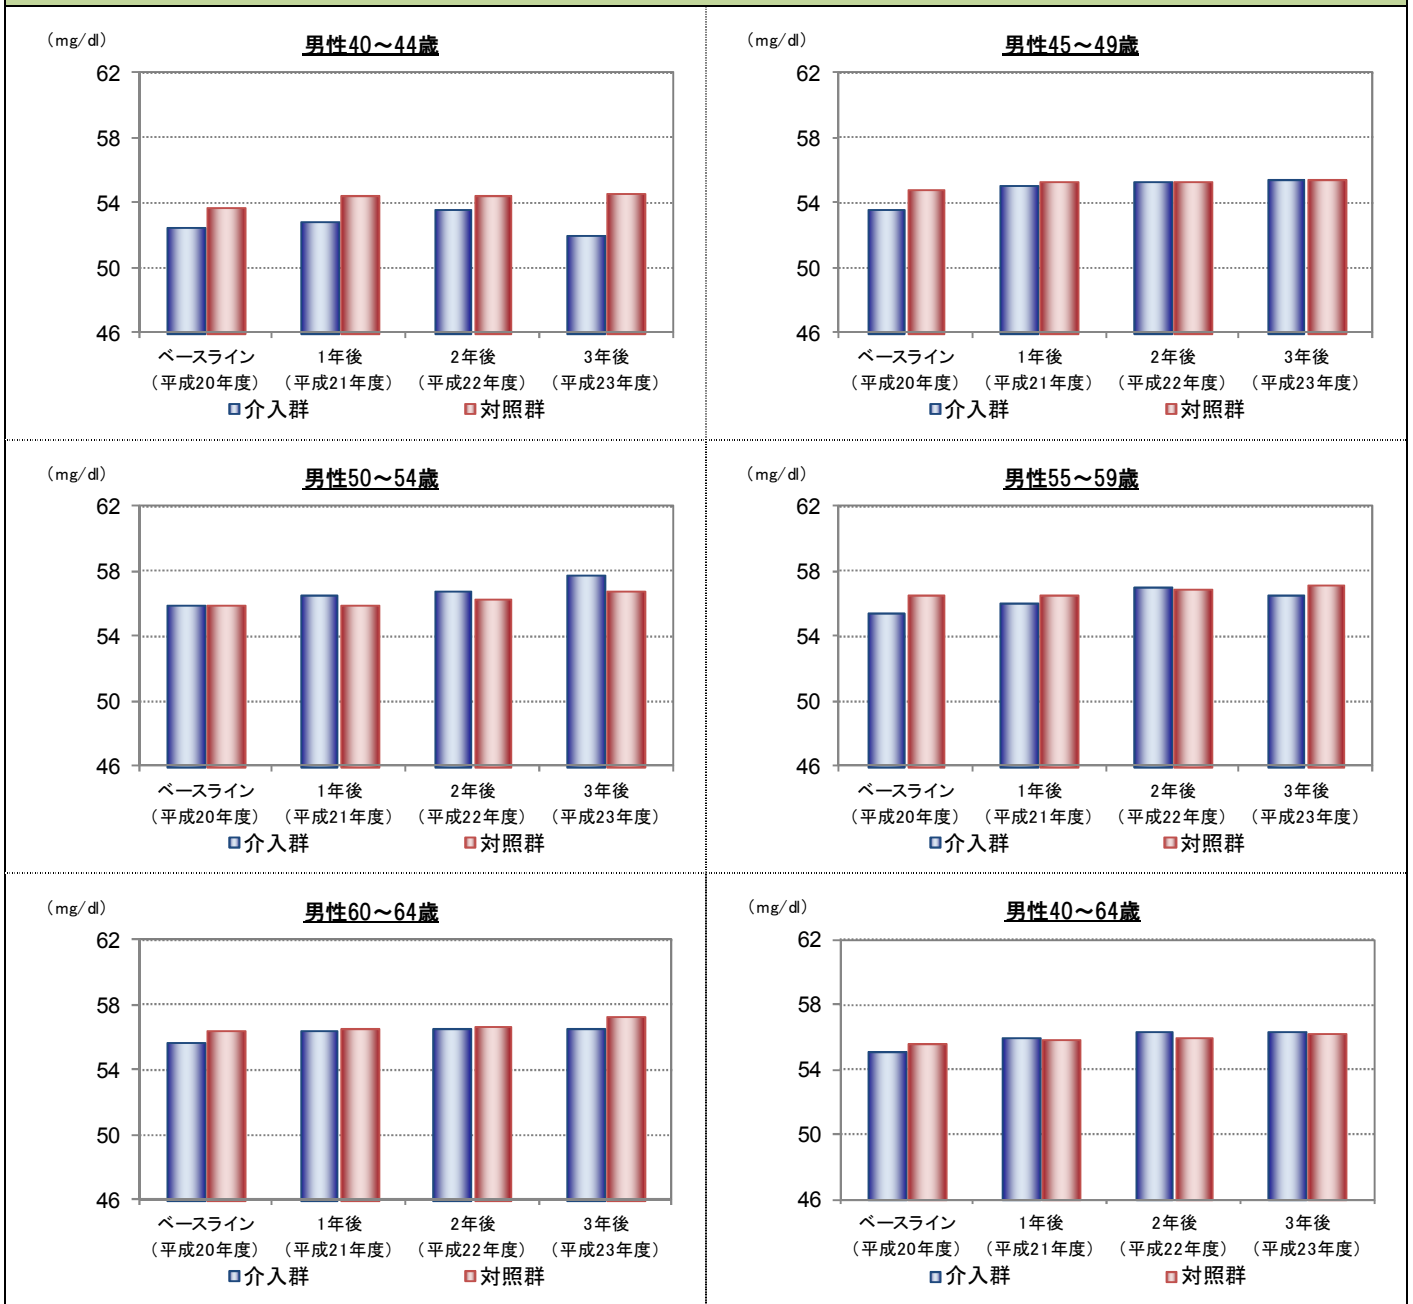 （mg/dl）
男性40～44歳
62
58
54
50
46
ベースライン 1年後 2年後 3年後
（平成20年度）（平成21年度）（平成22年度）（平成23年度）
介入群 対照群
（mg/dl）
男性45～49歳
62
58
54
50
46
ベースライン 1年後 2年後 3年後
（平成20年度）（平成21年度）（平成22年度）（平成23年度）
介入群 対照群
（mg/dl）
男性50～54歳
62
58
54
50
46
ベースライン 1年後 2年後 3年後
（平成20年度）（平成21年度）（平成22年度）（平成23年度）
介入群 対照群
（mg/dl）
男性55～59歳
62
58
54
50
46
ベースライン 1年後 2年後 3年後
（平成20年度）（平成21年度）（平成22年度）（平成23年度）
介入群 対照群
（mg/dl）
男性60～64歳
62
58
54
50
46
ベースライン 1年後 2年後 3年後
（平成20年度）（平成21年度）（平成22年度）（平成23年度）
介入群 対照群
（mg/dl）
男性40～64歳
62
58
54
50
46
ベースライン 1年後 2年後 3年後
（平成20年度）（平成21年度）（平成22年度）（平成23年度）
介入群 対照群